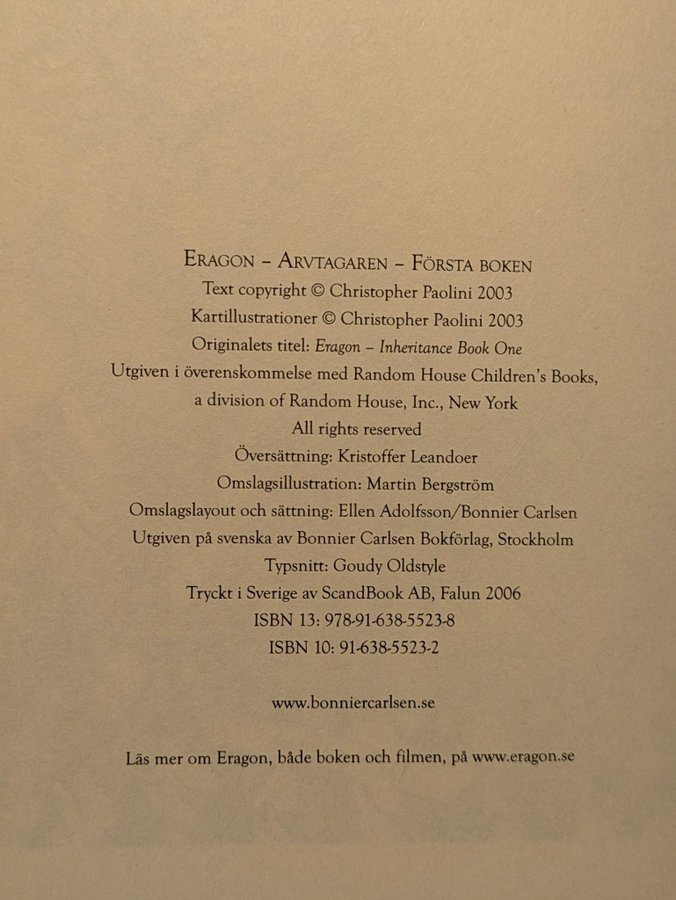 ERAGON – ARVTAGAREN – FÖRSTA BOKEN
Text copyright © Christopher Paolini 2003
Kartillustrationer © Christopher Paolini 2003
Originalets titel: Eragon – Inheritance Book One
Utgiven i överenskommelse med Random House Children's Books,
a division of Random House, Inc., New York
All rights reserved
Översättning: Kristoffer Leandoer
Omslagsillustration: Martin Bergström
Omslagslayout och sättning: Ellen Adolfsson/Bonnier Carlsen
Utgiven på svenska av Bonnier Carlsen Bokförlag, Stockholm
Typsnitt: Goudy Oldstyle
Tryckt i Sverige av ScandBook AB, Falun 2006
ISBN 13: 978-91-638-5523-8
ISBN 10: 91-638-5523-2
www.bonniercarlsen.se
Läs mer om Eragon, både boken och filmen, på www.eragon.se